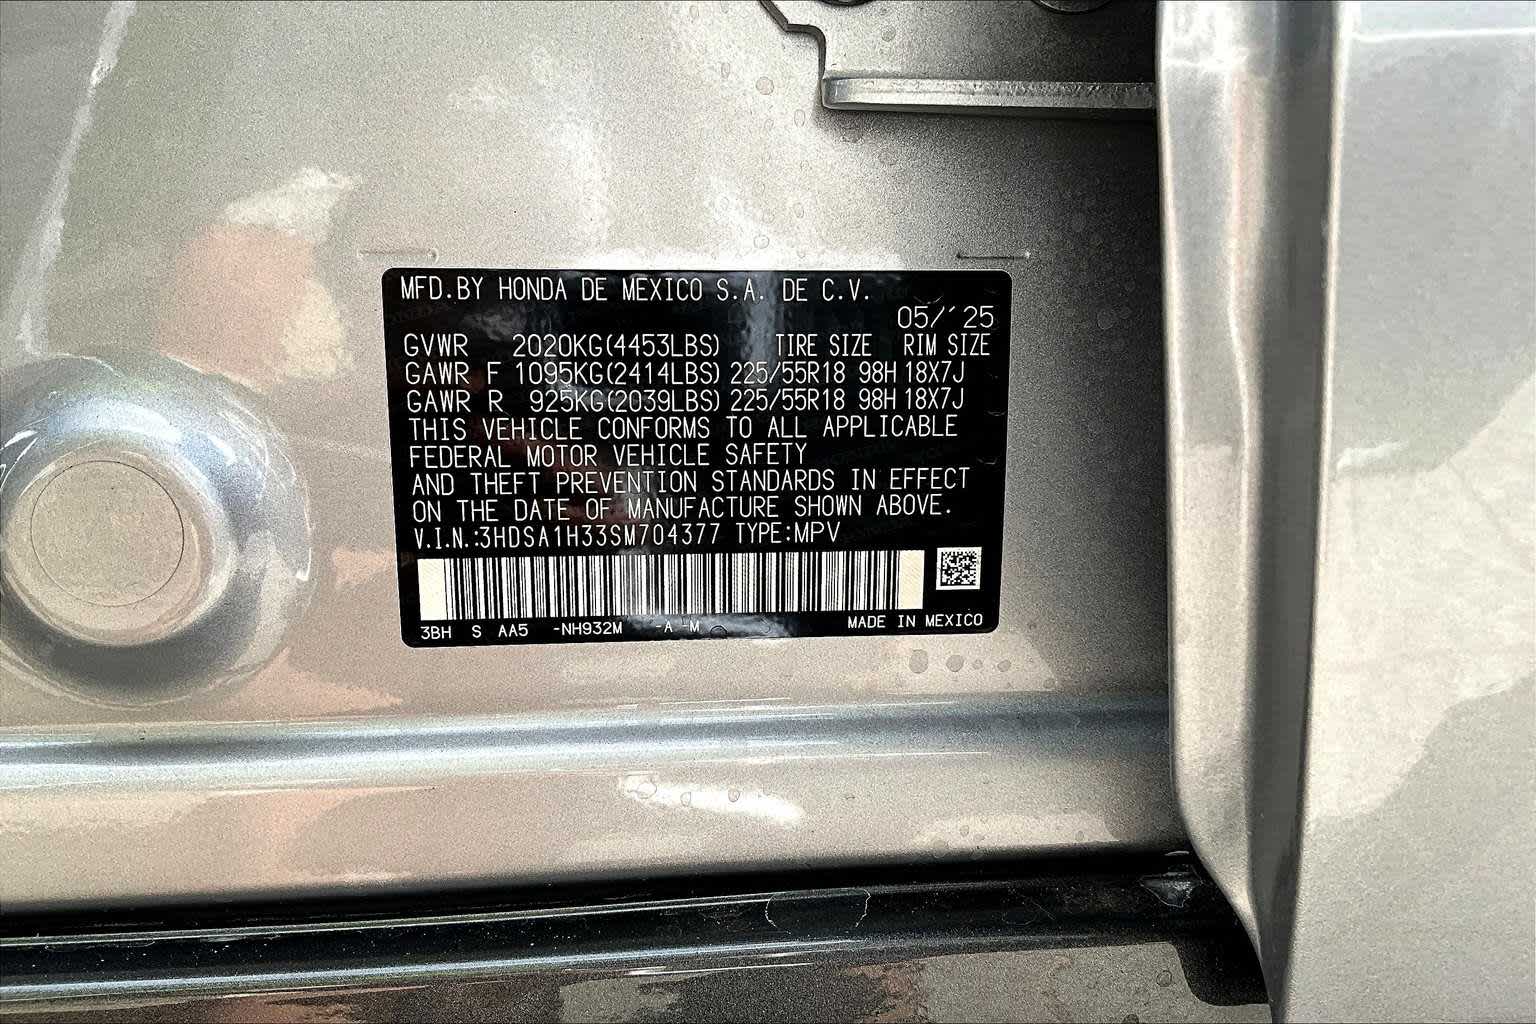 MFD.BY HONDA DE MEXICO S.A. DE C.V.
05/'25
GVWR 2020KG(4453LBS) TIRE SIZE RIM SIZE
GAWR F 1095KG(2414LBS) 225/55R18 98H 18X7J
GAWR R 925KG(2039LBS) 225/55R18 98H 18X7J
THIS VEHICLE CONFORMS TO ALL APPLICABLE
FEDERAL MOTOR VEHICLE SAFETY
AND THEFT PREVENTION STANDARDS IN EFFECT
ON THE DATE OF MANUFACTURE SHOWN ABOVE.
V.I.N.:3HDSA1H33SM704377 TYPE:MPV
3BH S AA5 -NH932M -A M MADE IN MEXICO